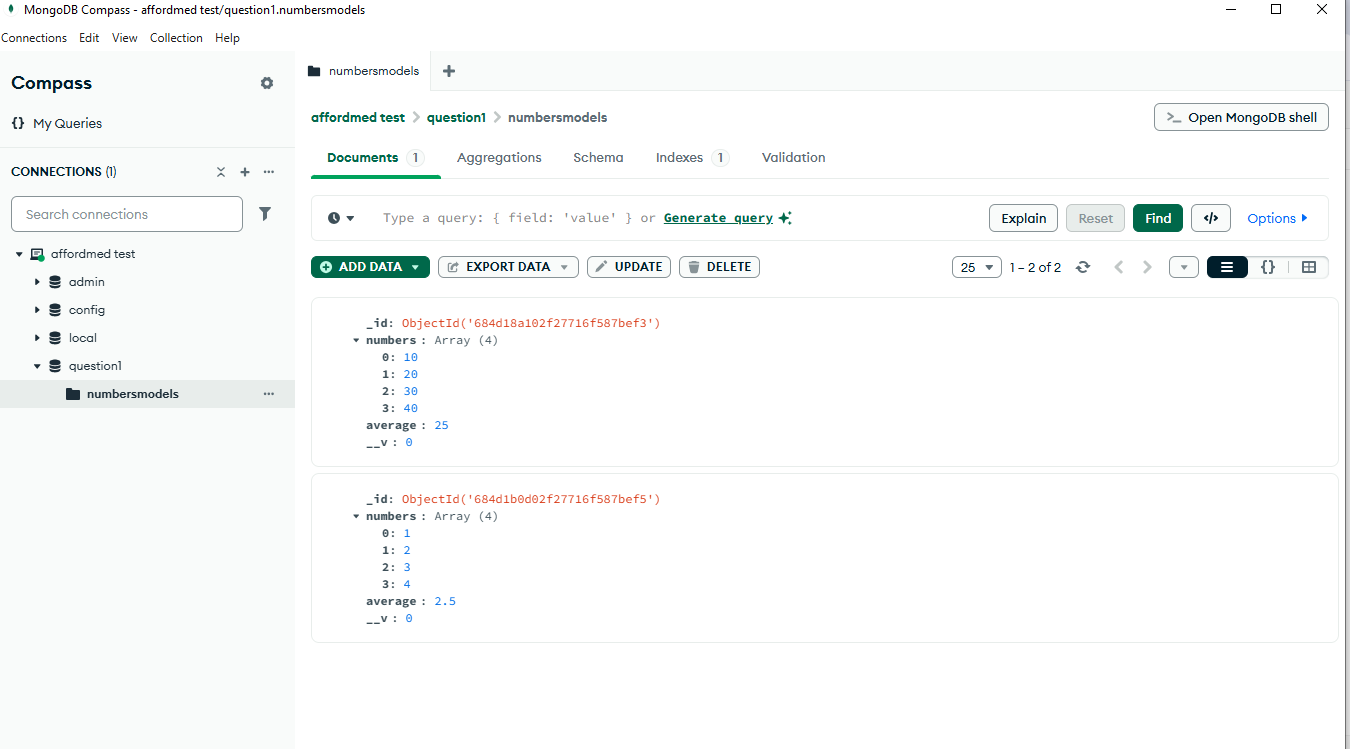 MongoDB Compass - affordmed test/question1.numbersmodels
Connections Edit View Collection Help
Compass
My Queries
CONNECTIONS (1)
Search connections
affordmed test
admin
config
local
question1
numbersmodels
numbersmodels
affordmed test > question1 > numbersmodels
>_ Open MongoDB shell
Documents 1 Aggregations Schema Indexes 1 Validation
Type a query: { field: 'value' } or Generate query
Explain Reset Find </> Options
ADD DATA EXPORT DATA UPDATE DELETE
25 1 – 2 of 2 {}
_id: ObjectId('684d18a102f27716f587bef3')
numbers : Array (4)
0: 10
1: 20
2: 30
3: 40
average : 25
__v : 0
_id: ObjectId('684d1b0d02f27716f587bef5')
numbers : Array (4)
0: 1
1: 2
2: 3
3: 4
average : 2.5
__v : 0